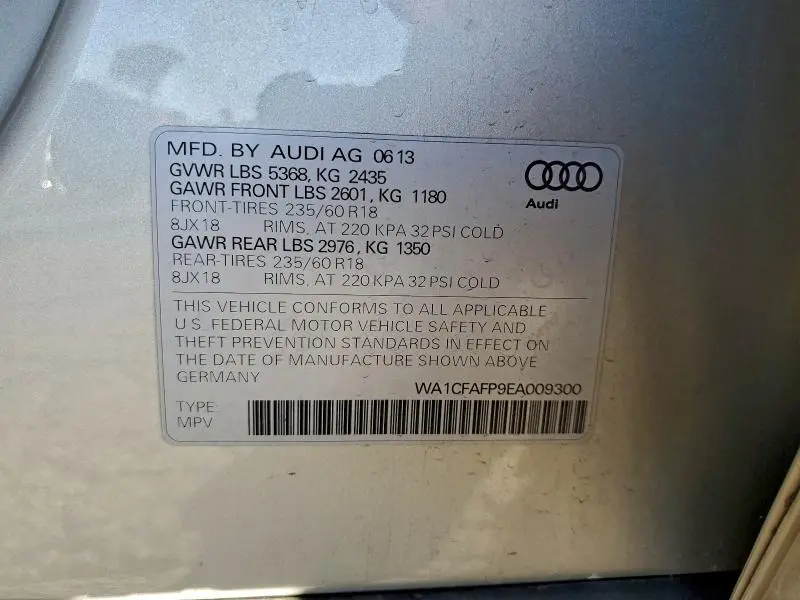 MFD. BY AUDI AG 0613
GVWR LBS 5368, KG 2435
GAWR FRONT LBS 2601, KG 1180
FRONT-TIRES 235/60 R18
8JX18 RIMS, AT 220 KPA 32 PSI COLD
GAWR REAR LBS 2976, KG 1350
REAR-TIRES 235/60 R18
8JX18 RIMS, AT 220 KPA 32 PSI COLD
Audi
THIS VEHICLE CONFORMS TO ALL APPLICABLE
U.S. FEDERAL MOTOR VEHICLE SAFETY AND
THEFT PREVENTION STANDARDS IN EFFECT ON
THE DATE OF MANUFACTURE SHOWN ABOVE
GERMANY
WA1CFAFP9EA009300
TYPE
MPV